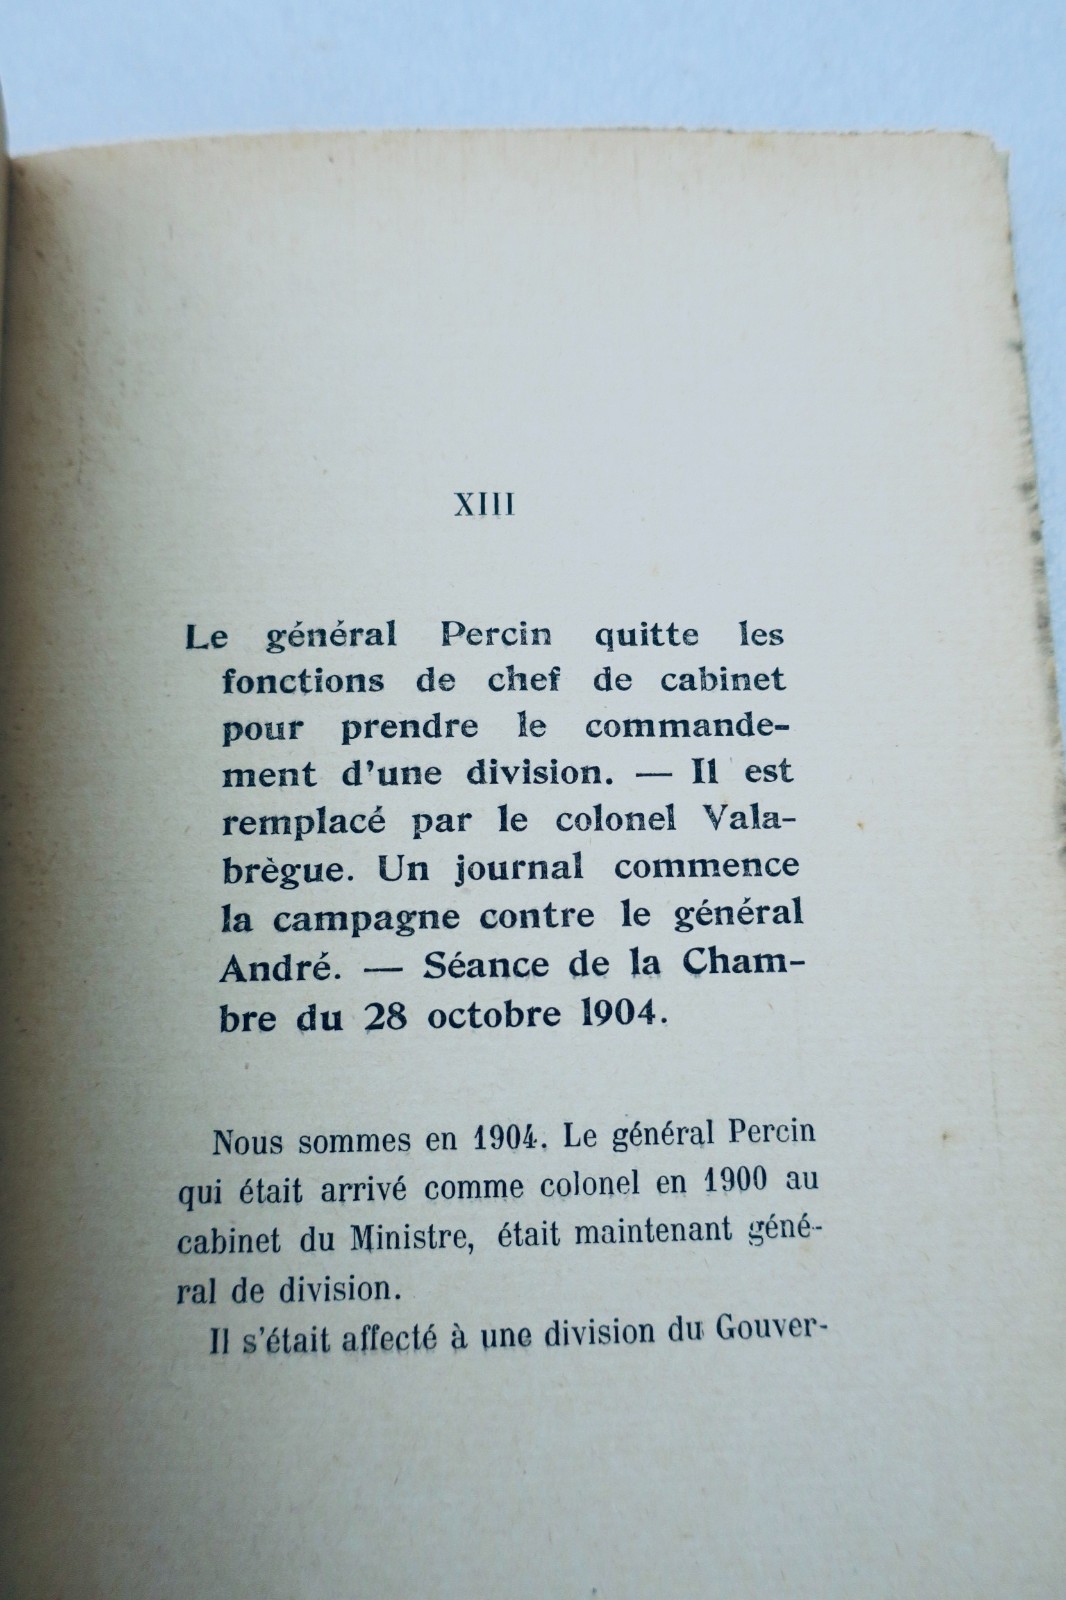 XIII
Le général Percin quitte les
fonctions de chef de cabinet
pour prendre le commande-
ment d'une division. — Il est
remplacé par le colonel Vala-
brègue. Un journal commence
la campagne contre le général
André. — Séance de la Cham-
bre du 28 octobre 1904.
Nous sommes en 1904. Le général Percin
qui était arrivé comme colonel en 1900 au
cabinet du Ministre, était maintenant géné-
ral de division.
Il s'était affecté à une division du Gouver-